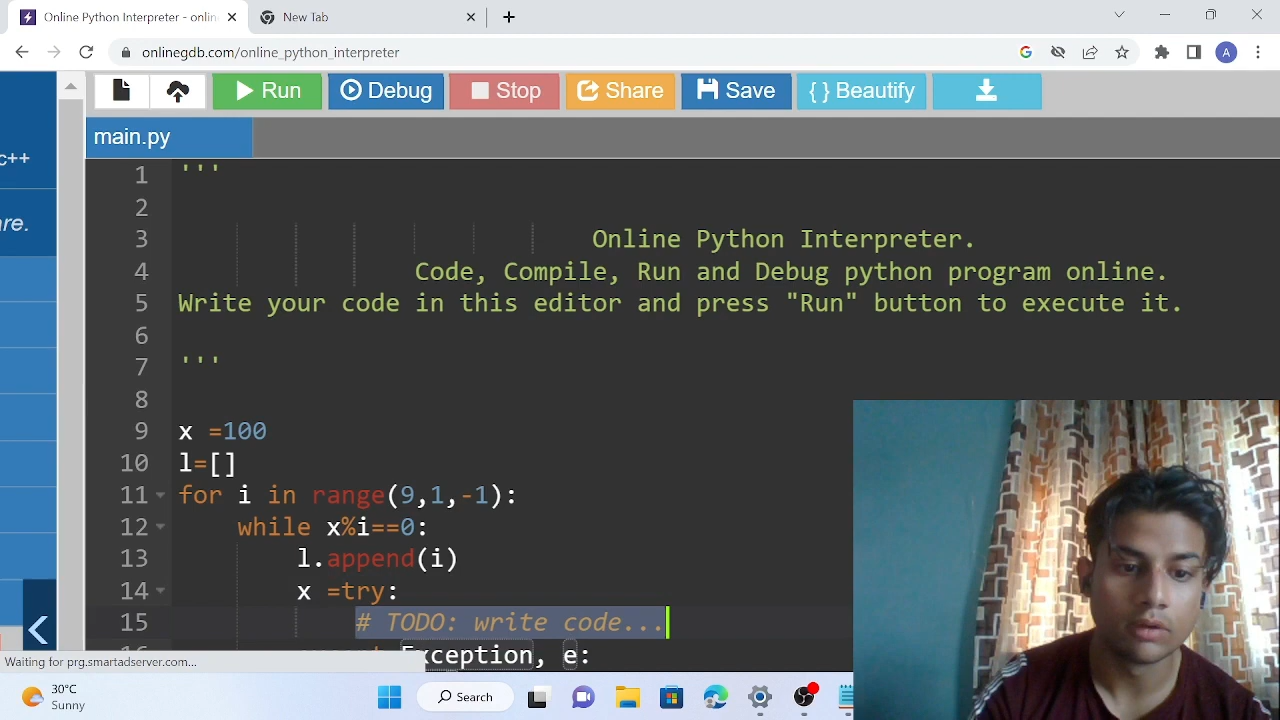 Online Python Interpreter - onlin
New Tab
onlinegdb.com/online_python_interpreter
A
Run
Debug
Stop
Share
Save
{ } Beautify
c++
re.
main.py
1 '''
2
3 Online Python Interpreter.
4 Code, Compile, Run and Debug python program online.
5 Write your code in this editor and press "Run" button to execute it.
6
7 '''
8
9 x =100
10 l=[]
11 for i in range(9,1,-1):
12 while x%i==0:
13 l.append(i)
14 x =try:
15 # TODO: write code...
Exception, e:
Waiting for prg.smartadserver.com...
30°C
Sunny
Search